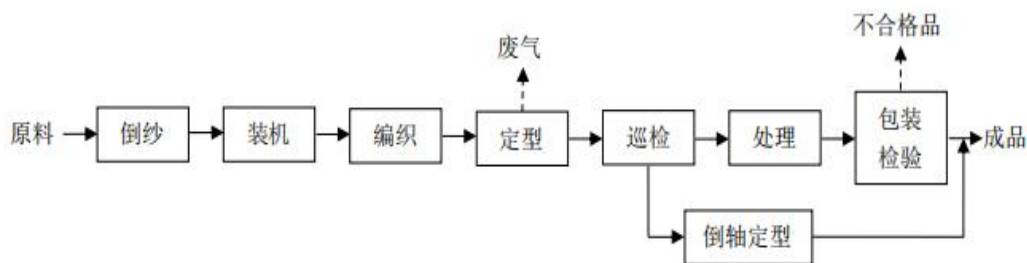 不合格品
废气
原料
倒纱
装机
编织
定型
巡检
处理
包装
检验
成品
倒轴定型